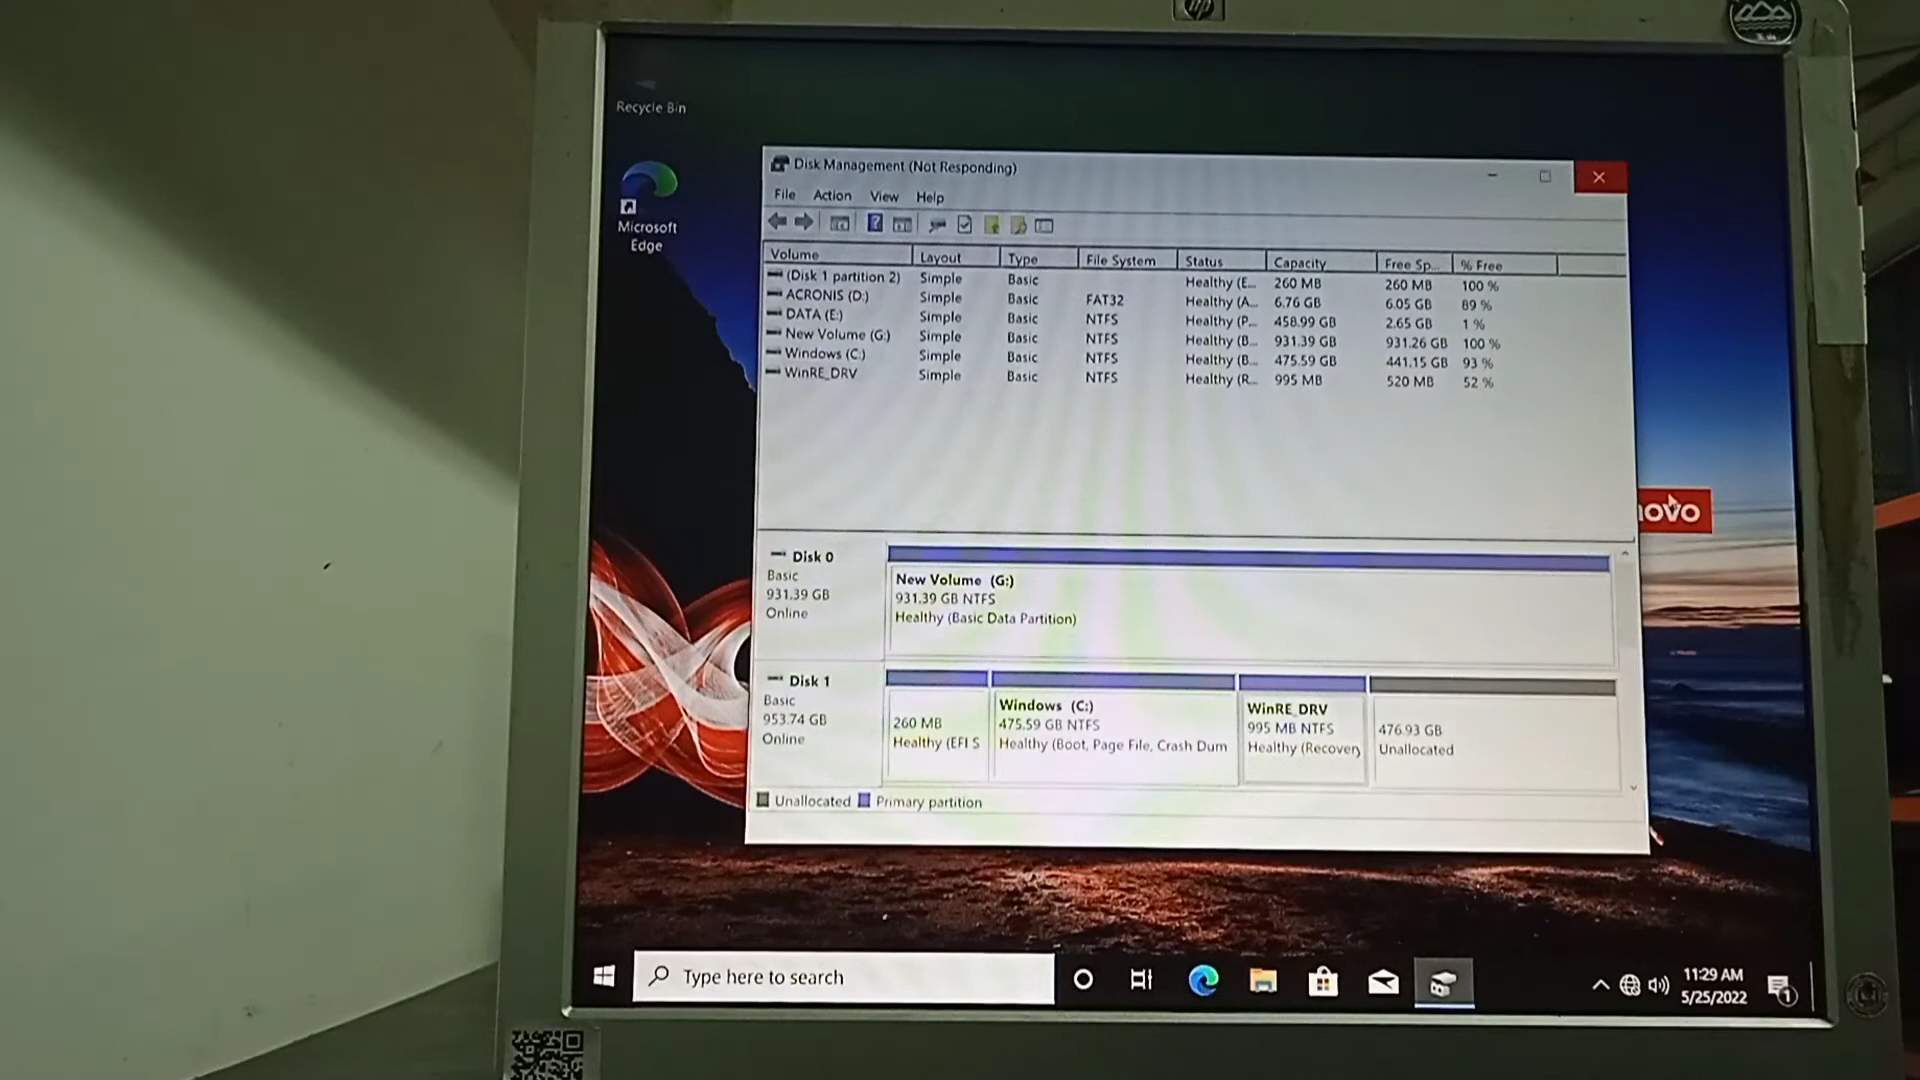 hp
Recycle Bin
Microsoft
Edge
Disk Management (Not Responding)
File Action View Help
Volume Layout Type File System Status Capacity Free Sp... % Free
(Disk 1 partition 2) Simple Basic Healthy (E... 260 MB 260 MB 100 %
ACRONIS (D:) Simple Basic FAT32 Healthy (A... 6.76 GB 6.05 GB 89 %
DATA (E:) Simple Basic NTFS Healthy (P... 458.99 GB 2.65 GB 1 %
New Volume (G:) Simple Basic NTFS Healthy (B... 931.39 GB 931.26 GB 100 %
Windows (C:) Simple Basic NTFS Healthy (B... 475.59 GB 441.15 GB 93 %
WinRE_DRV Simple Basic NTFS Healthy (R... 995 MB 520 MB 52 %
novo
Disk 0
Basic
931.39 GB
Online
New Volume (G:)
931.39 GB NTFS
Healthy (Basic Data Partition)
Disk 1
Basic
953.74 GB
Online
260 MB
Healthy (EFI S
Windows (C:)
475.59 GB NTFS
Healthy (Boot, Page File, Crash Dum
WinRE_DRV
995 MB NTFS
Healthy (Recovery
476.93 GB
Unallocated
Unallocated Primary partition
Type here to search
11:29 AM
5/25/2022
1